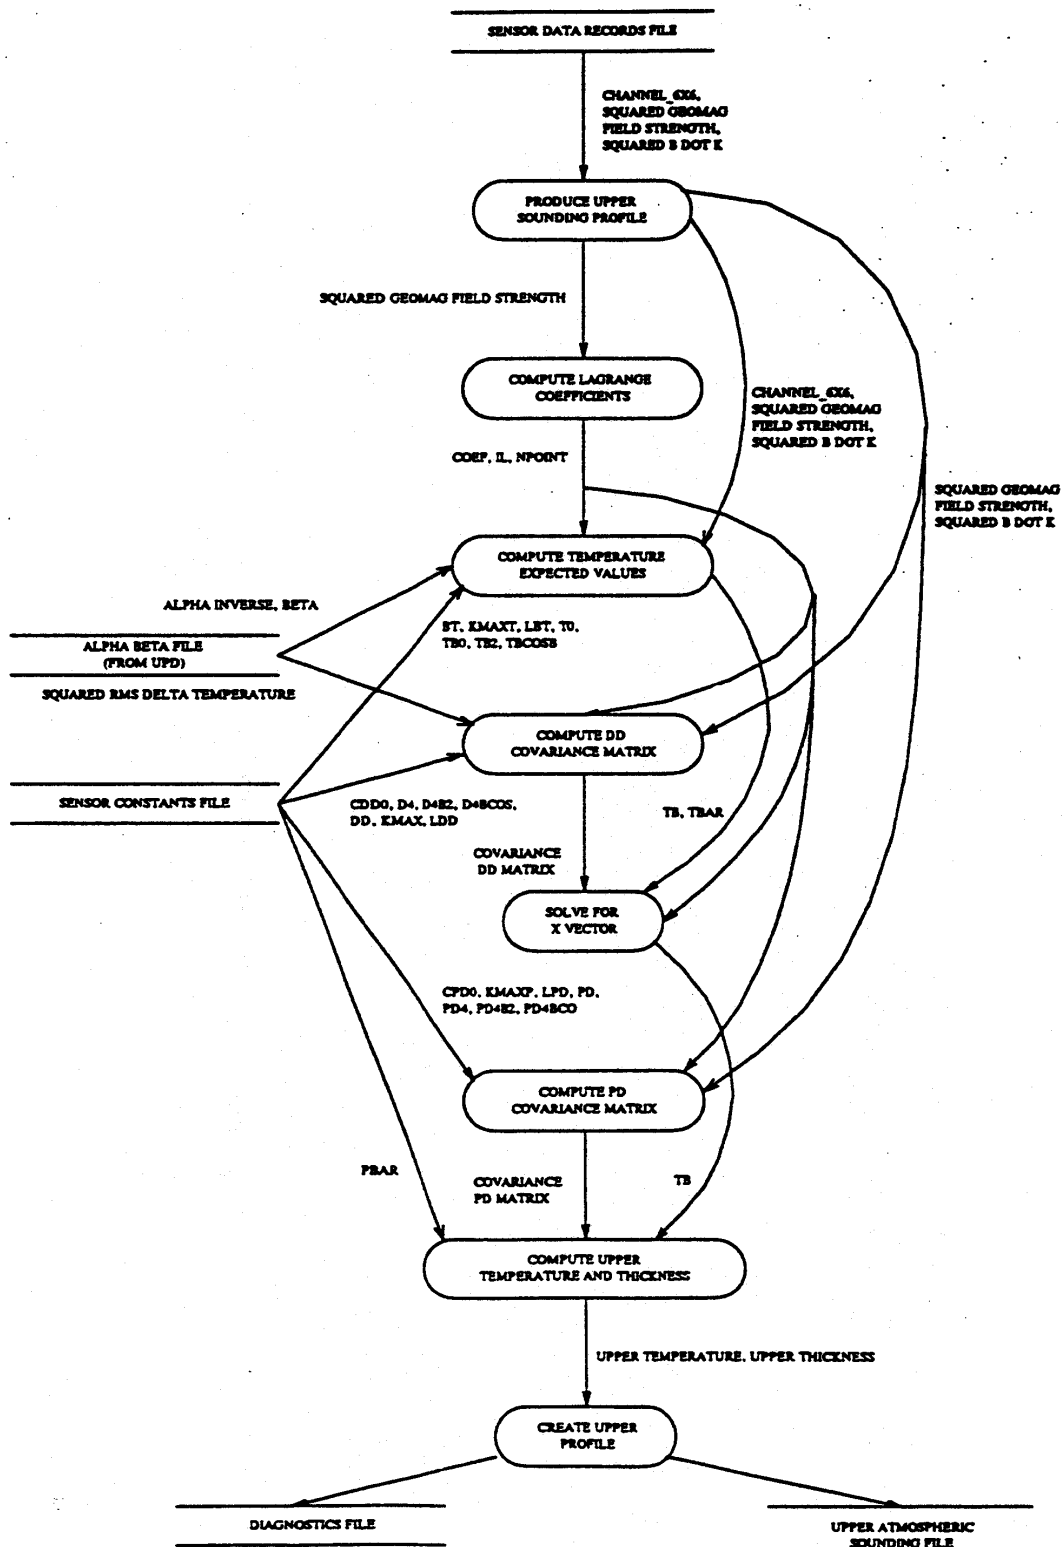 SENSOR DATA RECORDS FILE
CHANNEL_6X6,
SQUARED GEOMAG
FIELD STRENGTH,
SQUARED B DOT K
PRODUCE UPPER
SOUNDING PROFILE
SQUARED GEOMAG FIELD STRENGTH
COMPUTE LAGRANGE
COEFFICIENTS
CHANNEL_6X6,
SQUARED GEOMAG
FIELD STRENGTH,
SQUARED B DOT K
COEF, IL, NPOINT
SQUARED GEOMAG
FIELD STRENGTH,
SQUARED B DOT K
COMPUTE TEMPERATURE
EXPECTED VALUES
ALPHA INVERSE, BETA
BT, KMAXT, LBT, T0,
TB0, TB2, TBCOSB
ALPHA BETA FILE
(FROM UPD)
SQUARED RMS DELTA TEMPERATURE
COMPUTE DD
COVARIANCE MATRIX
SENSOR CONSTANTS FILE
CDD0, D4, D4B2, D4BCOS,
DD, KMAX, LDD
TB, TBAR
COVARIANCE
DD MATRIX
SOLVE FOR
X VECTOR
CPD0, KMAXP, LPD, PD,
PD4, PD4B2, PD4BCO
COMPUTE PD
COVARIANCE MATRIX
PBAR
COVARIANCE
PD MATRIX
TB
COMPUTE UPPER
TEMPERATURE AND THICKNESS
UPPER TEMPERATURE, UPPER THICKNESS
CREATE UPPER
PROFILE
DIAGNOSTICS FILE
UPPER ATMOSPHERIC
SOUNDING FILE